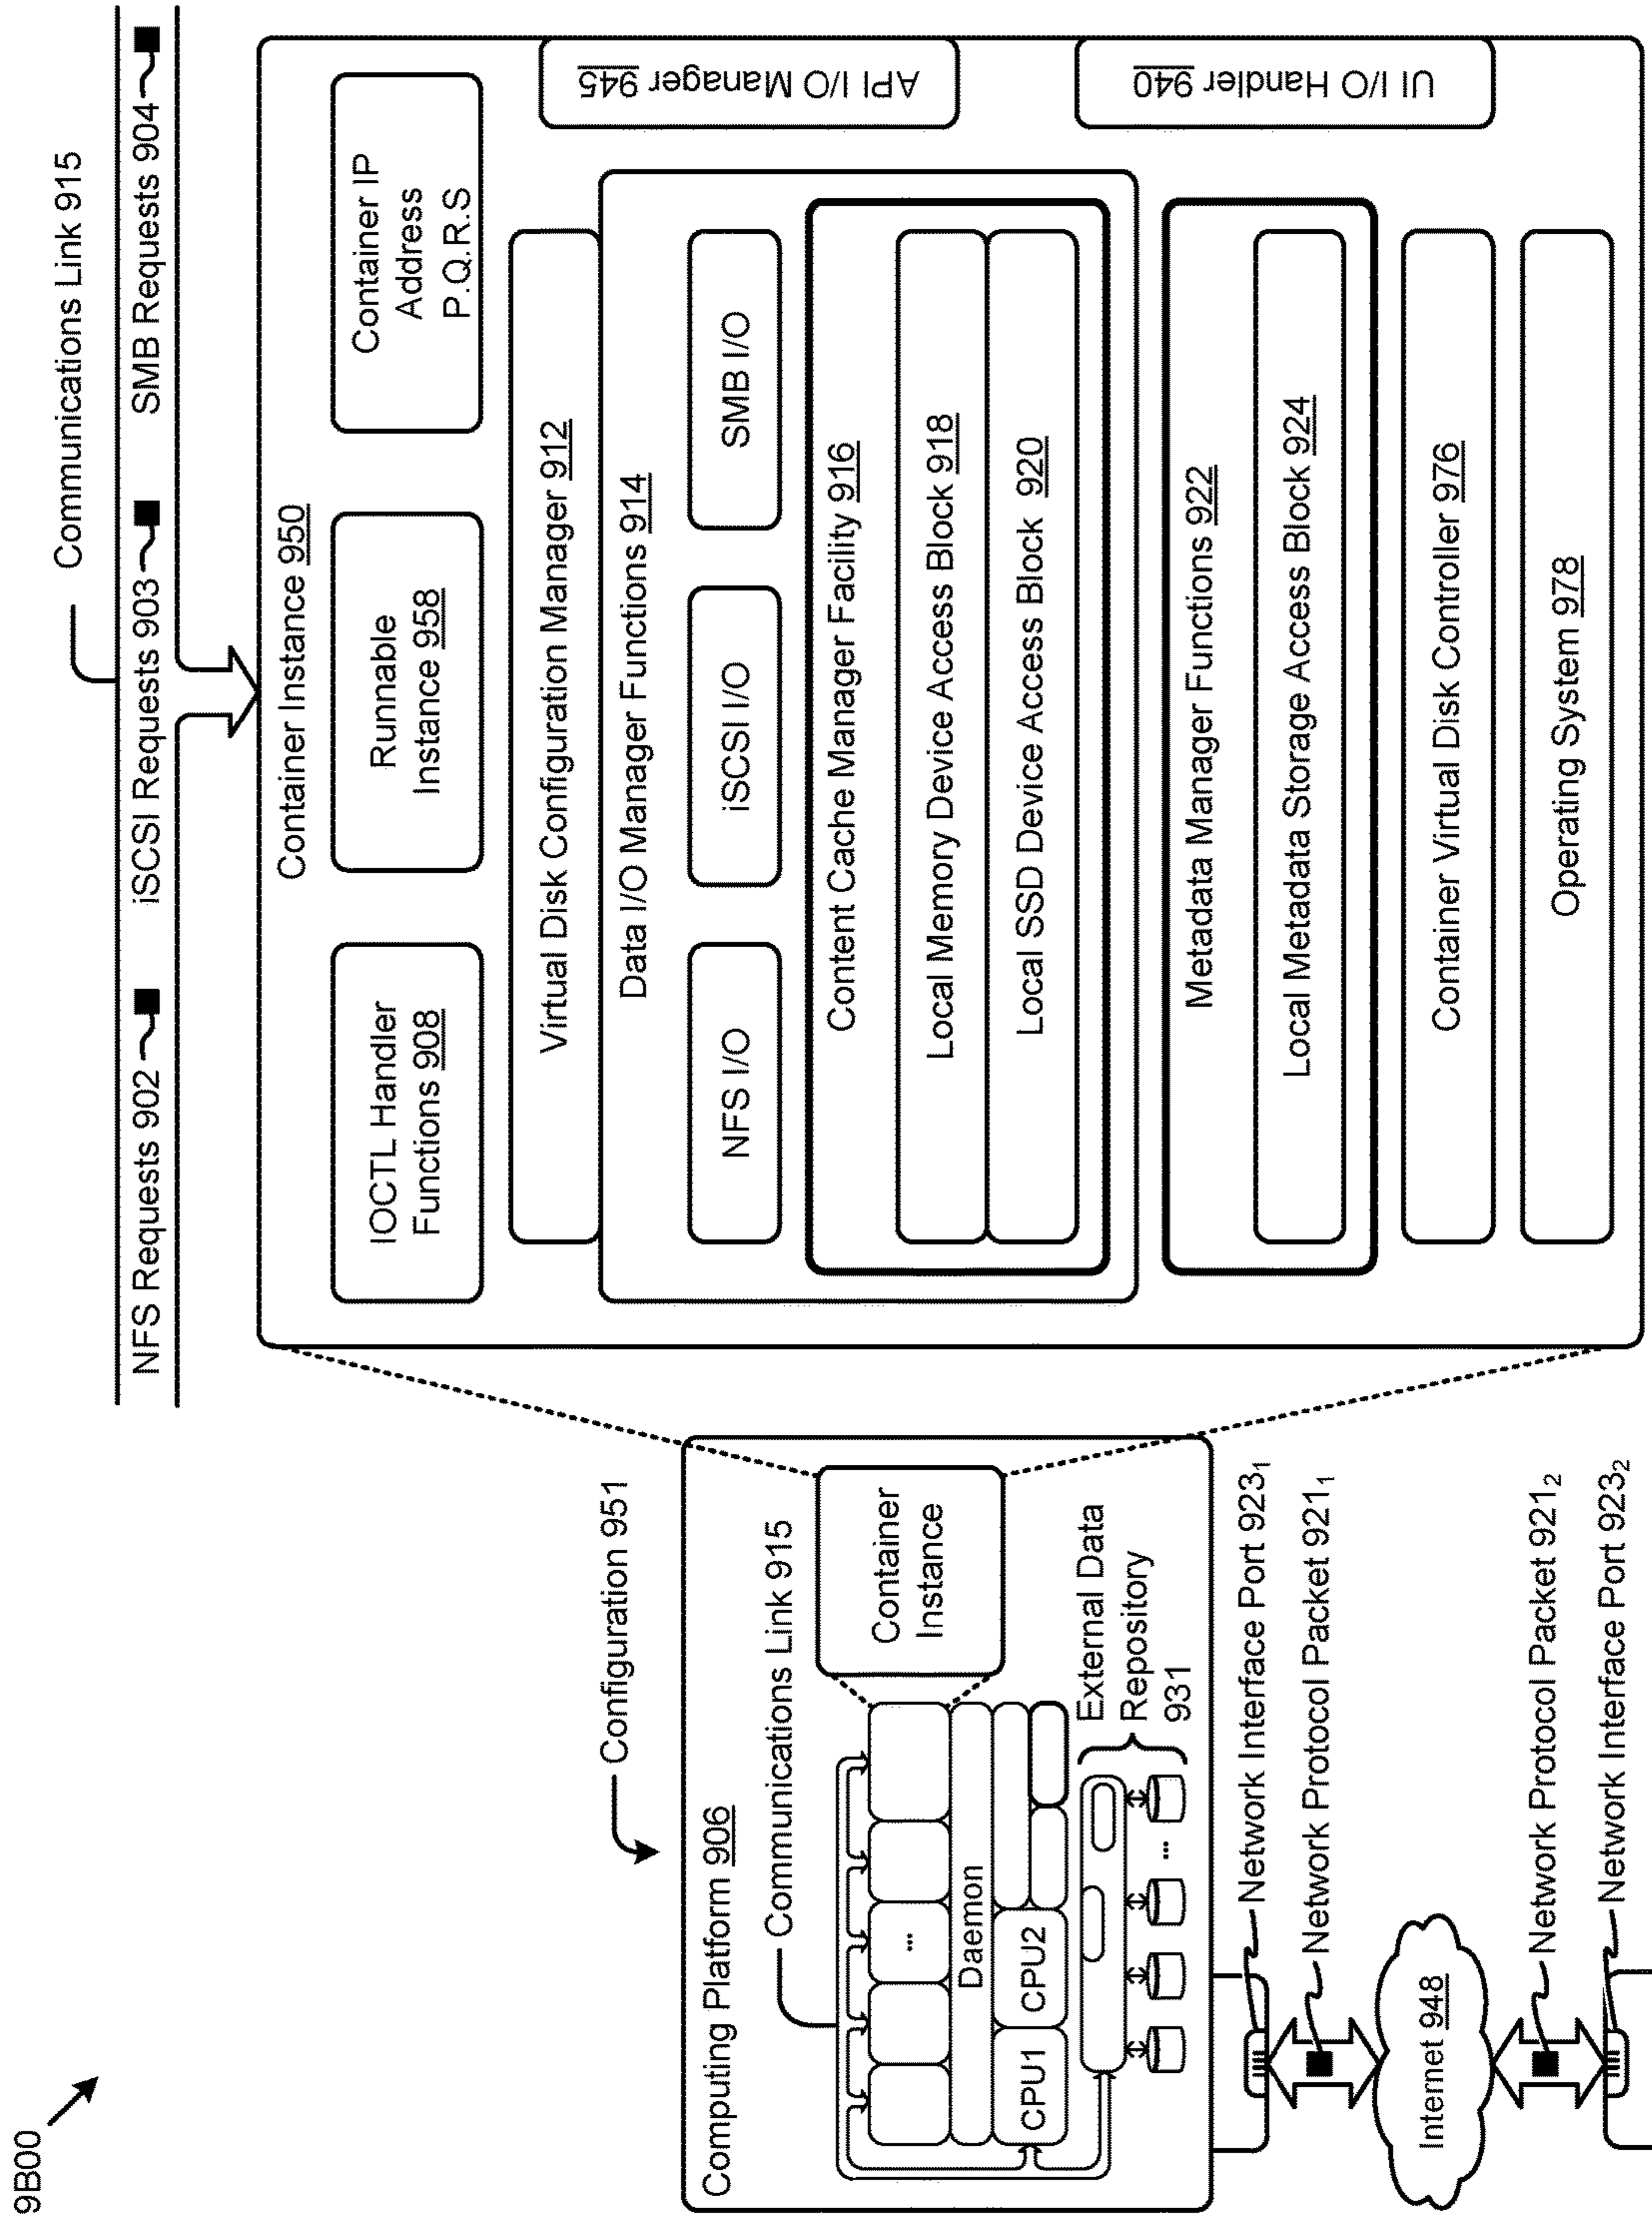 9B00
Communications Link 915
NFS Requests 902
iSCSI Requests 903
SMB Requests 904
Configuration 951
Computing Platform 906
Communications Link 915
...
Daemon
CPU1
CPU2
Container
Instance
External Data
Repository
931
...
Network Interface Port 923₁
Network Protocol Packet 921₁
Internet 948
Network Protocol Packet 921₂
Network Interface Port 923₂
Container Instance 950
IOCTL Handler
Functions 908
Runnable
Instance 958
Container IP
Address
P.Q.R.S
Virtual Disk Configuration Manager 912
Data I/O Manager Functions 914
NFS I/O
iSCSI I/O
SMB I/O
Content Cache Manager Facility 916
Local Memory Device Access Block 918
Local SSD Device Access Block 920
Metadata Manager Functions 922
Local Metadata Storage Access Block 924
Container Virtual Disk Controller 976
Operating System 978
API I/O Manager 945
UI I/O Handler 940